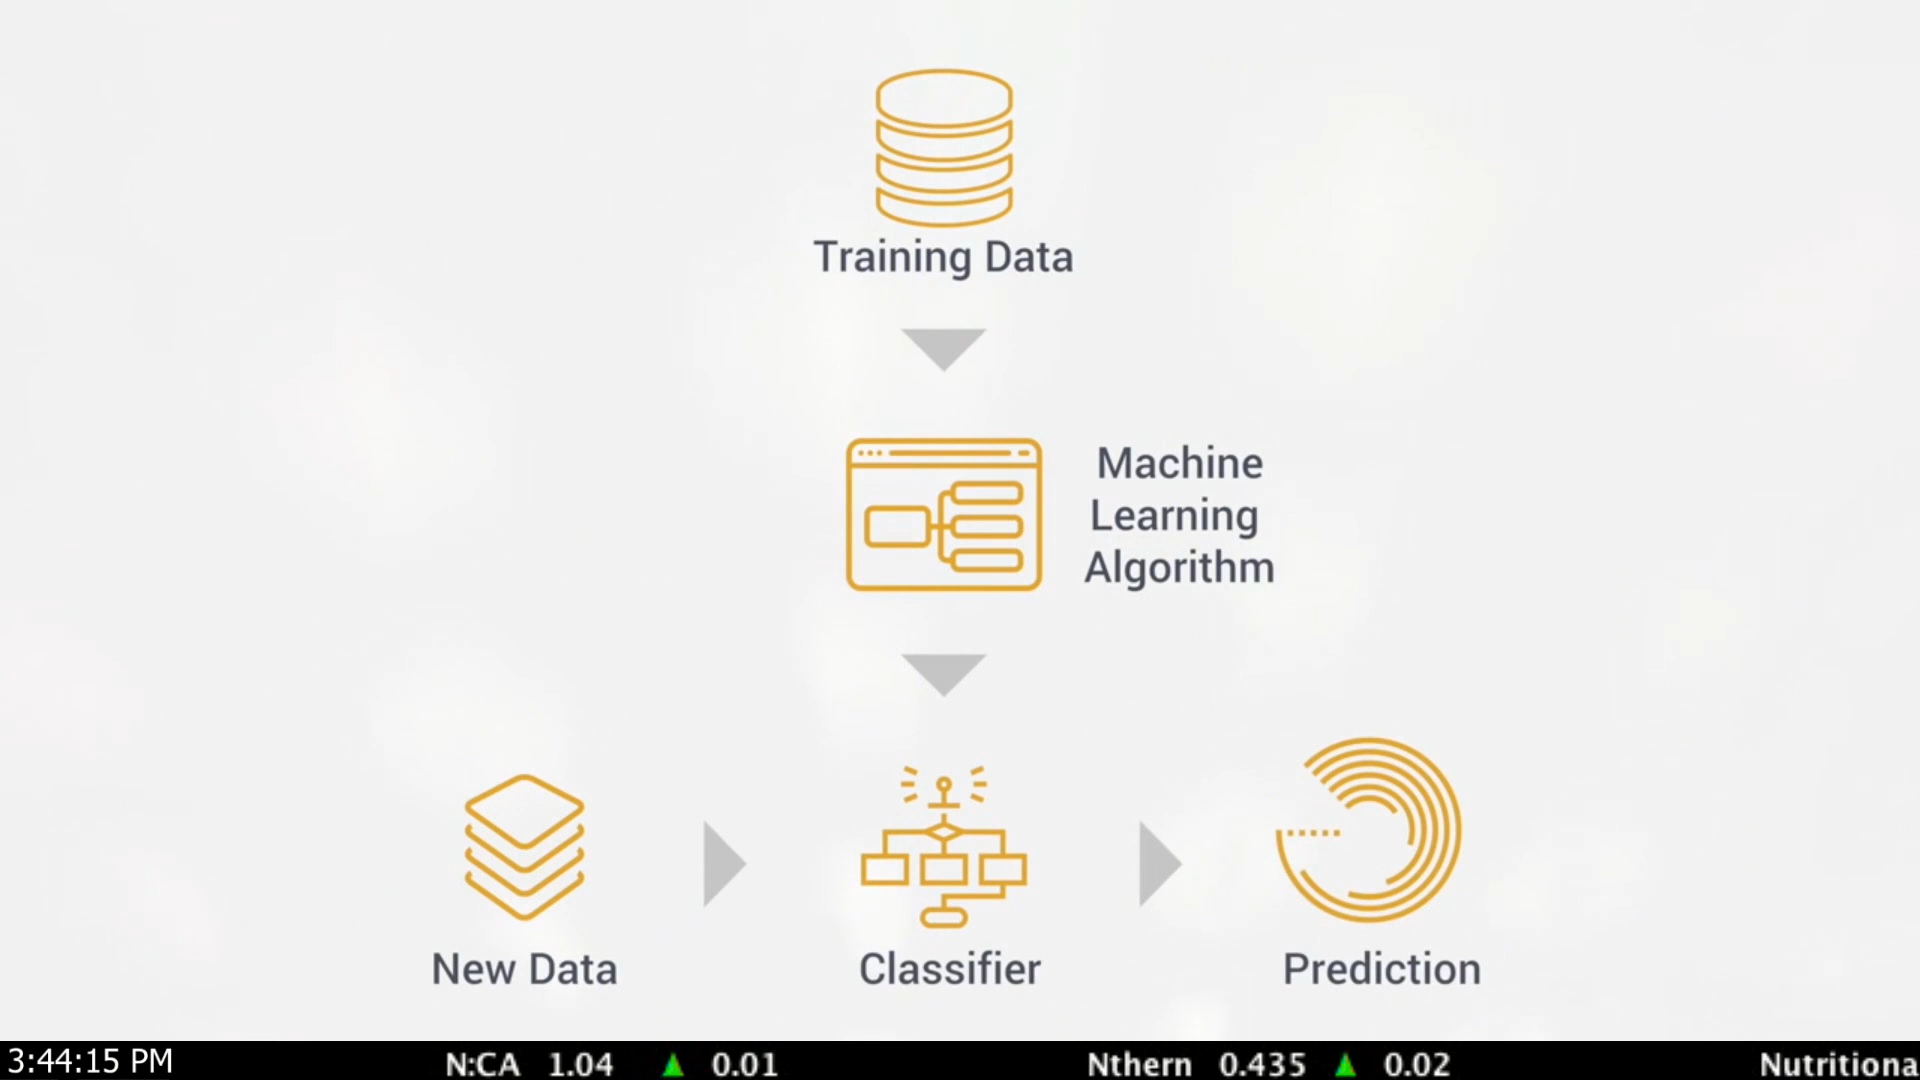 Training Data
Machine
Learning
Algorithm
New Data
Classifier
Prediction
3:44:15 PM N:CA 1.04 ▲ 0.01 Nthern 0.435 ▲ 0.02 Nutritiona